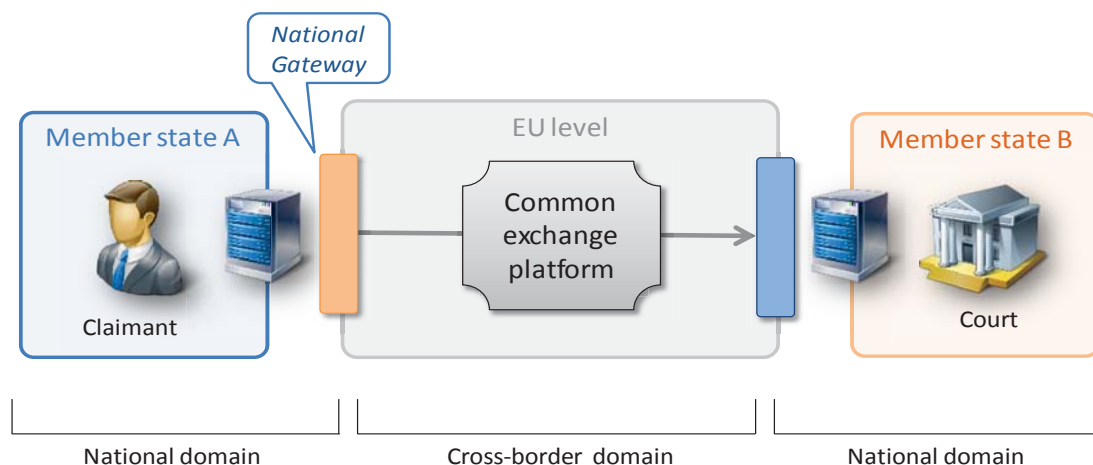 National
Gateway
Member state A
EU level
Member state B
Common
exchange
platform
Claimant
Court
National domain
Cross-border domain
National domain